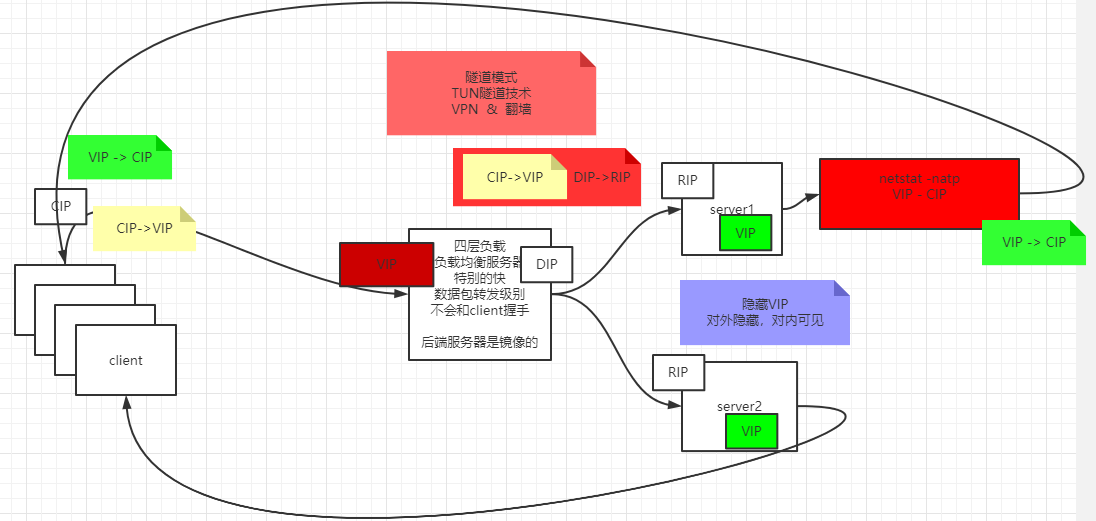 隧道模式
TUN隧道技术
VPN & 翻墙
VIP -> CIP
CIP->VIP
DIP->RIP
RIP
server1
VIP
netstat -natp
VIP - CIP
CIP
CIP->VIP
VIP -> CIP
VIP
四层负载
负载均衡服务器
特别的快
数据包转发级别
不会和client握手
后端服务器是镜像的
DIP
隐藏VIP
对外隐藏，对内可见
client
RIP
server2
VIP